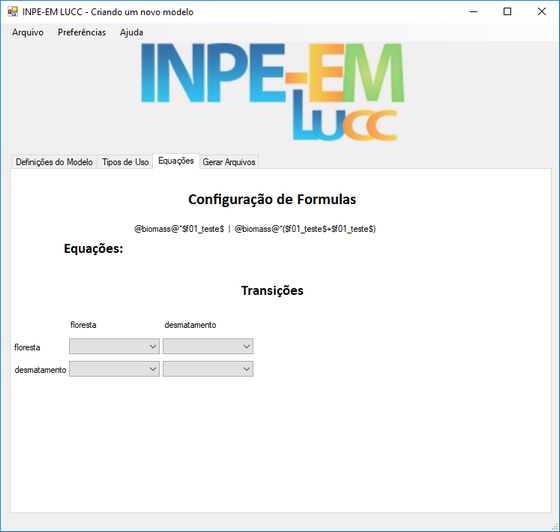 INPE-EM LUCC - Criando um novo modelo
Arquivo Preferências Ajuda
INPE-EM
LUCC
Definições do Modelo Tipos de Uso Equações Gerar Arquivos
Configuração de Formulas
@biomass@*$f01_teste$ | @biomass@*($f01_teste$+$f01_teste$)
Equações:
Transições
floresta desmatamento
floresta
desmatamento